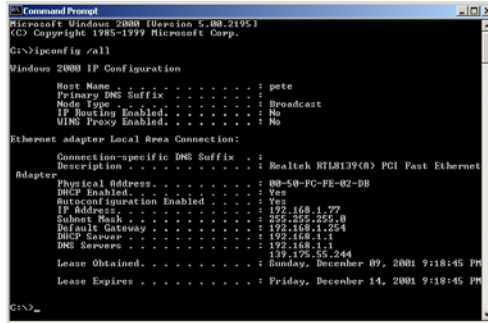 Command Prompt
Microsoft Windows 2000 [Version 5.00.2195]
(C) Copyright 1985-1999 Microsoft Corp.
C:\>ipconfig /all
Windows 2000 IP Configuration
Host Name . . . . . . . . . . . . : pete
Primary DNS Suffix . . . . . . . :
Node Type . . . . . . . . . . . . : Broadcast
IP Routing Enabled. . . . . . . . : No
WINS Proxy Enabled. . . . . . . . : No
Ethernet adapter Local Area Connection:
Connection-specific DNS Suffix . :
Description . . . . . . . . . . . : Realtek RTL8139(A) PCI Fast Ethernet
Adapter
Physical Address. . . . . . . . . : 00-50-FC-FE-02-DB
DHCP Enabled. . . . . . . . . . . : Yes
Autoconfiguration Enabled . . . . : Yes
IP Address. . . . . . . . . . . . : 192.168.1.77
Subnet Mask . . . . . . . . . . . : 255.255.255.0
Default Gateway . . . . . . . . . : 192.168.1.254
DHCP Server . . . . . . . . . . . : 192.168.1.1
DNS Servers . . . . . . . . . . . : 192.168.1.1
139.175.55.244
Lease Obtained. . . . . . . . . . : Sunday, December 09, 2001 9:18:45 PM
Lease Expires . . . . . . . . . . : Friday, December 14, 2001 9:18:45 PM
C:\>_